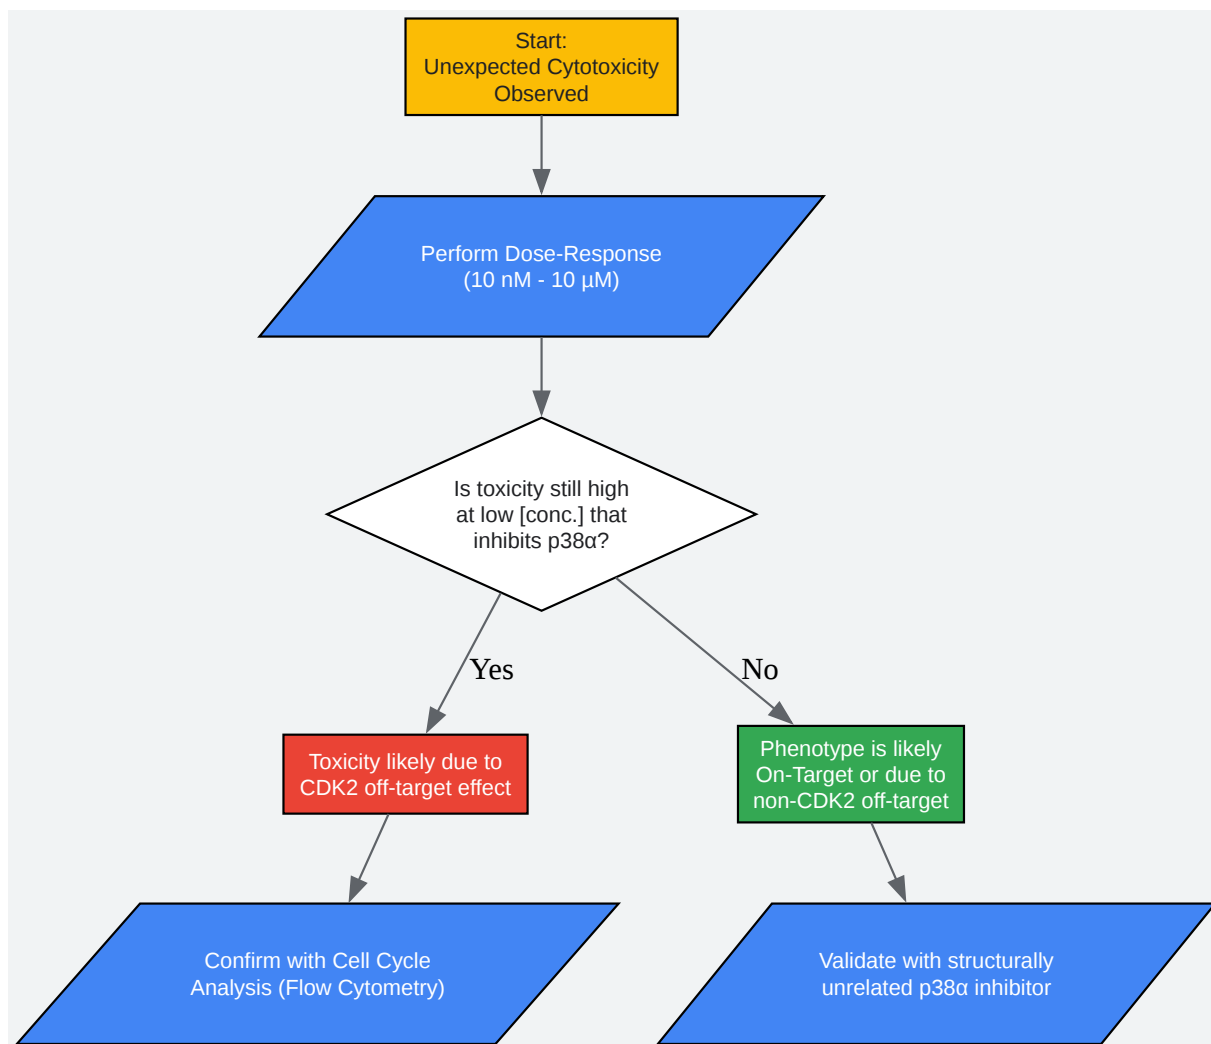 Start:
Unexpected Cytotoxicity
Observed
Perform Dose-Response
(10 nM - 10 µM)
Is toxicity still high
at low [conc.] that
inhibits p38α?
Yes
No
Toxicity likely due to
CDK2 off-target effect
Phenotype is likely
On-Target or due to
non-CDK2 off-target
Confirm with Cell Cycle
Analysis (Flow Cytometry)
Validate with structurally
unrelated p38α inhibitor